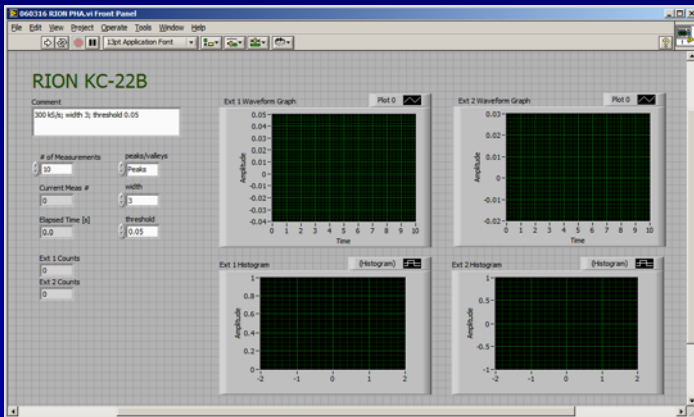 060316 RION PHA.vi Front Panel
File Edit View Project Operate Tools Window Help
13pt Application Font
RION KC-22B
Comment
300 kS/s; width 3; threshold 0.05
# of Measurements
peaks/valleys
10
Peaks
Current Meas #
width
0
3
Elapsed Time [s]
threshold
0.0
0.05
Ext 1 Counts
0
Ext 2 Counts
0
Ext 1 Waveform Graph
Plot 0
Amplitude
0.05
0.04
0.03
0.02
0.01
0
-0.01
-0.02
-0.03
-0.04
0 1 2 3 4 5 6 7 8 9 10
Time
Ext 2 Waveform Graph
Plot 0
Amplitude
0.03
0.02
0.01
0
-0.01
-0.02
0 1 2 3 4 5 6 7 8 9 10
Time
Ext 1 Histogram
(Histogram)
Amplitude
1
0.8
0.6
0.4
0.2
0
-2 -1 0 1 2
Ext 2 Histogram
(Histogram)
Amplitude
1
0.5
0
-0.5
-1
-2 -1 0 1 2